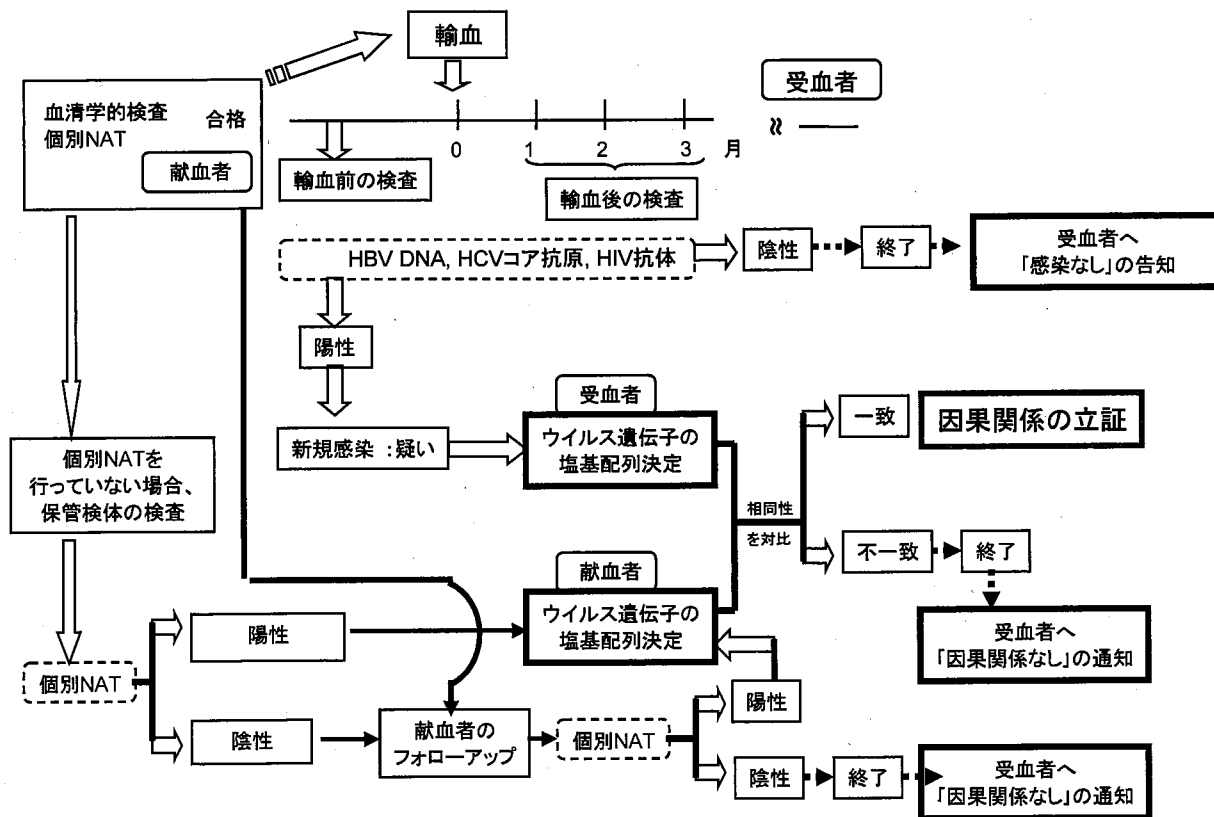 輸血
血清学的検査
個別NAT
合格
献血者
受血者
0
1
2
3
月
輸血前の検査
輸血後の検査
HBV DNA, HCVコア抗原, HIV抗体
陰性
終了
受血者へ
「感染なし」の告知
陽性
新規感染 :疑い
受血者
ウイルス遺伝子の
塩基配列決定
一致
因果関係の立証
個別NATを
行っていない場合、
保管検体の検査
相同性
を対比
不一致
終了
献血者
ウイルス遺伝子の
塩基配列決定
受血者へ
「因果関係なし」の通知
陽性
個別NAT
陰性
献血者の
フォローアップ
個別NAT
陽性
陰性
終了
受血者へ
「因果関係なし」の通知